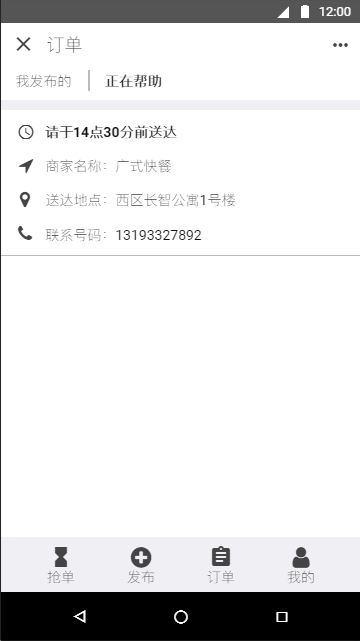 12:00
订单
我发布的 正在帮助
请于14点30分前送达
商家名称：广式快餐
送达地点：西区长智公寓1号楼
联系号码：13193327892
抢单 发布 订单 我的